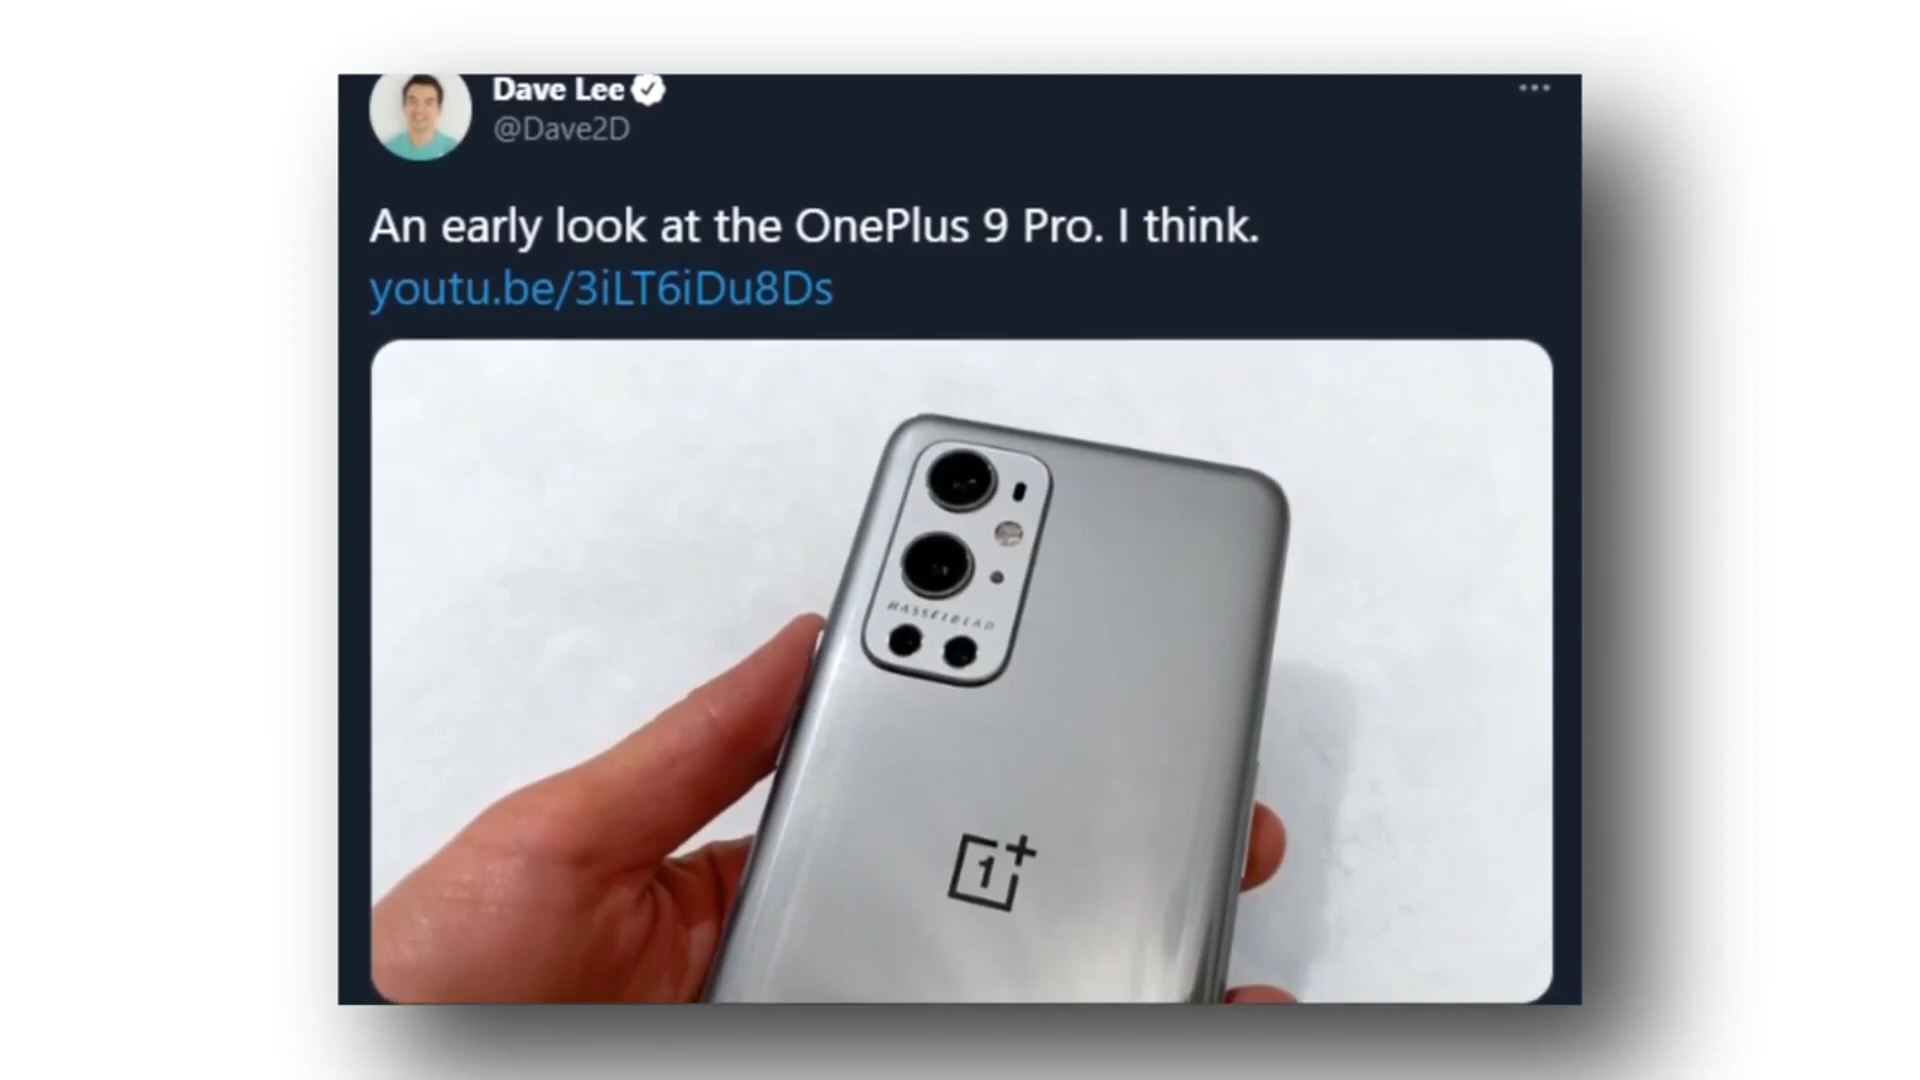 Dave Lee
@Dave2D
An early look at the OnePlus 9 Pro. I think.
youtu.be/3iLT6iDu8Ds
HASSELBLAD
1+